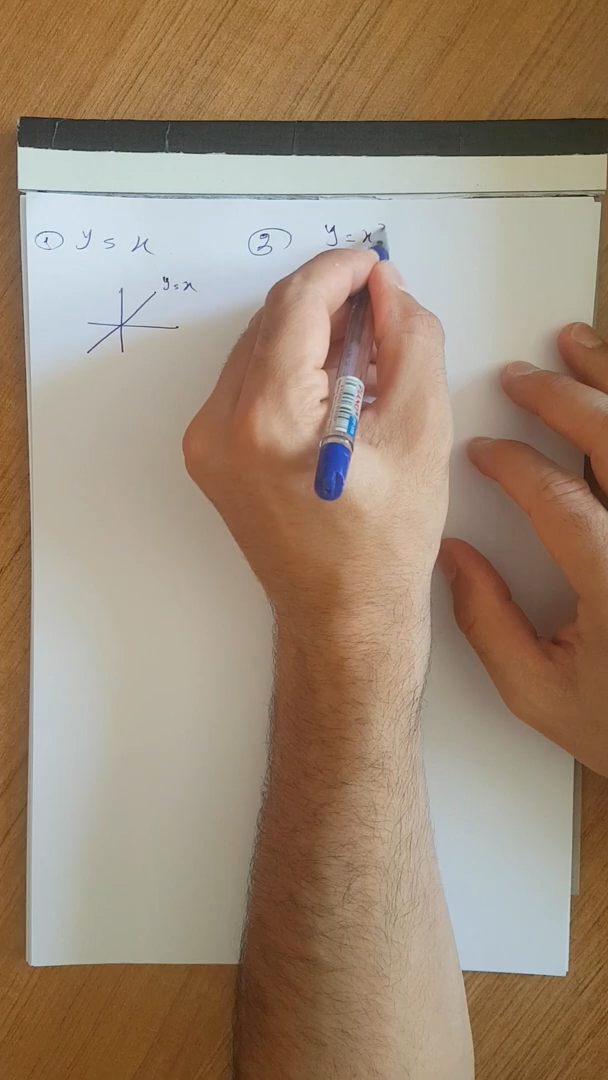 ① y = x ② y = x²
y = x